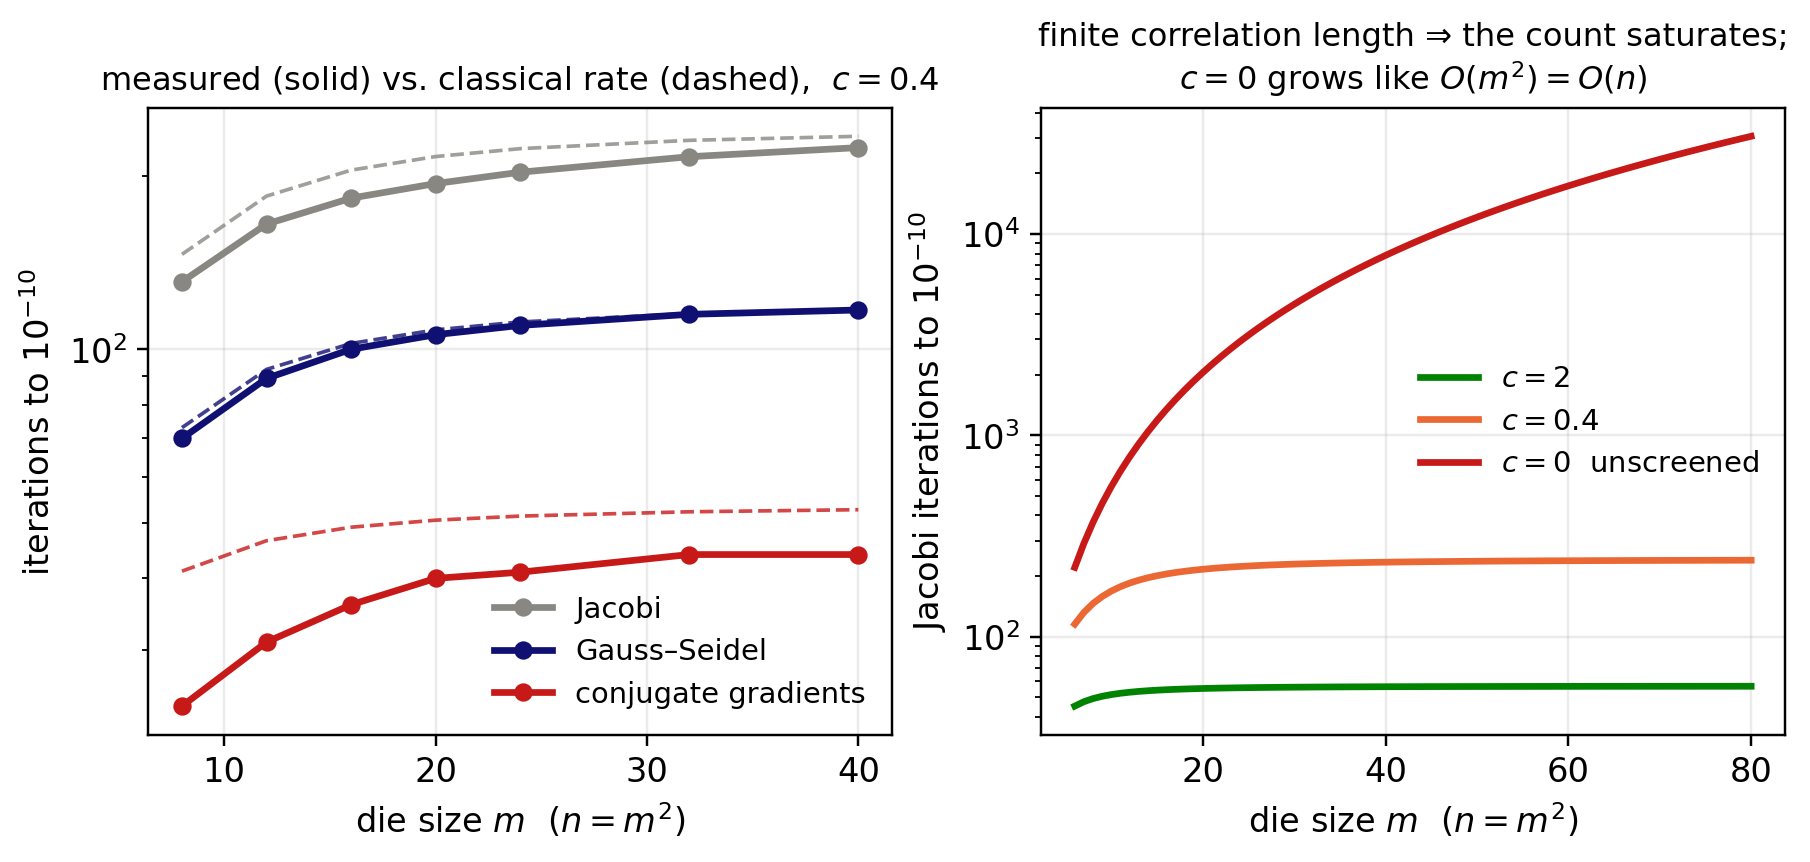 measured (solid) vs. classical rate (dashed), c = 0.4
iterations to 10⁻¹⁰
10²
10 20 30 40
die size m (n = m²)
Jacobi
Gauss–Seidel
conjugate gradients
finite correlation length ⇒ the count saturates;
c = 0 grows like O(m²) = O(n)
Jacobi iterations to 10⁻¹⁰
10⁴
10³
10²
20 40 60 80
die size m (n = m²)
c = 2
c = 0.4
c = 0 unscreened